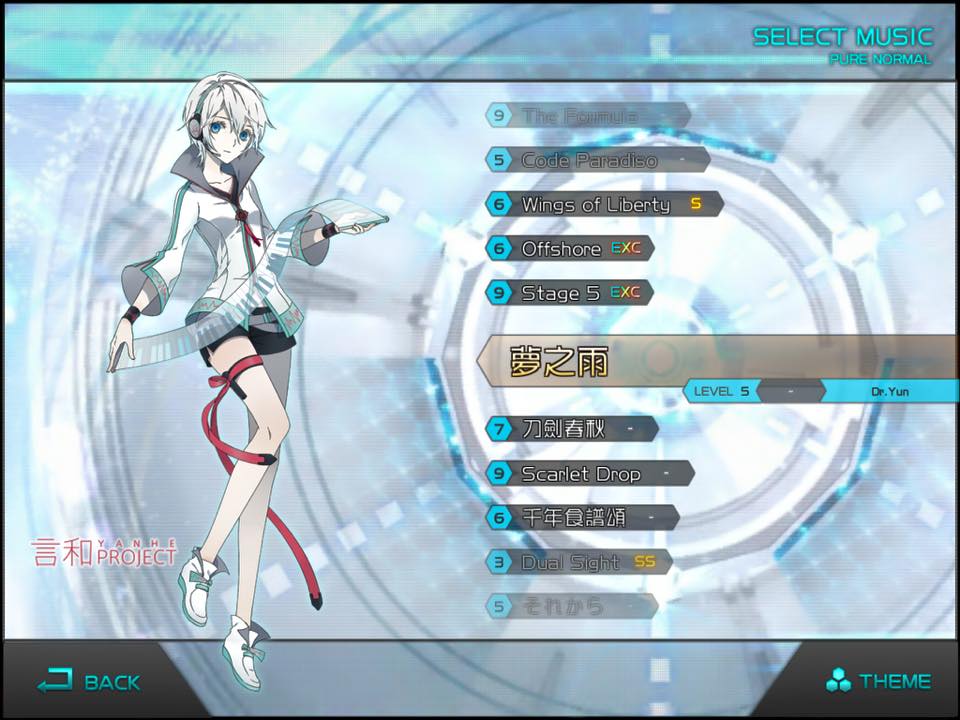 SELECT MUSIC
PURE NORMAL
9 The Formula
5 Code Paradiso -
6 Wings of Liberty S
6 Offshore EXC
9 Stage 5 EXC
夢之雨
LEVEL 5 - Dr.Yun
7 刀劍春秋 -
9 Scarlet Drop -
6 千年食譜頌 -
3 Dual Sight SS
5 それから -
言和 YANHE PROJECT
BACK
THEME